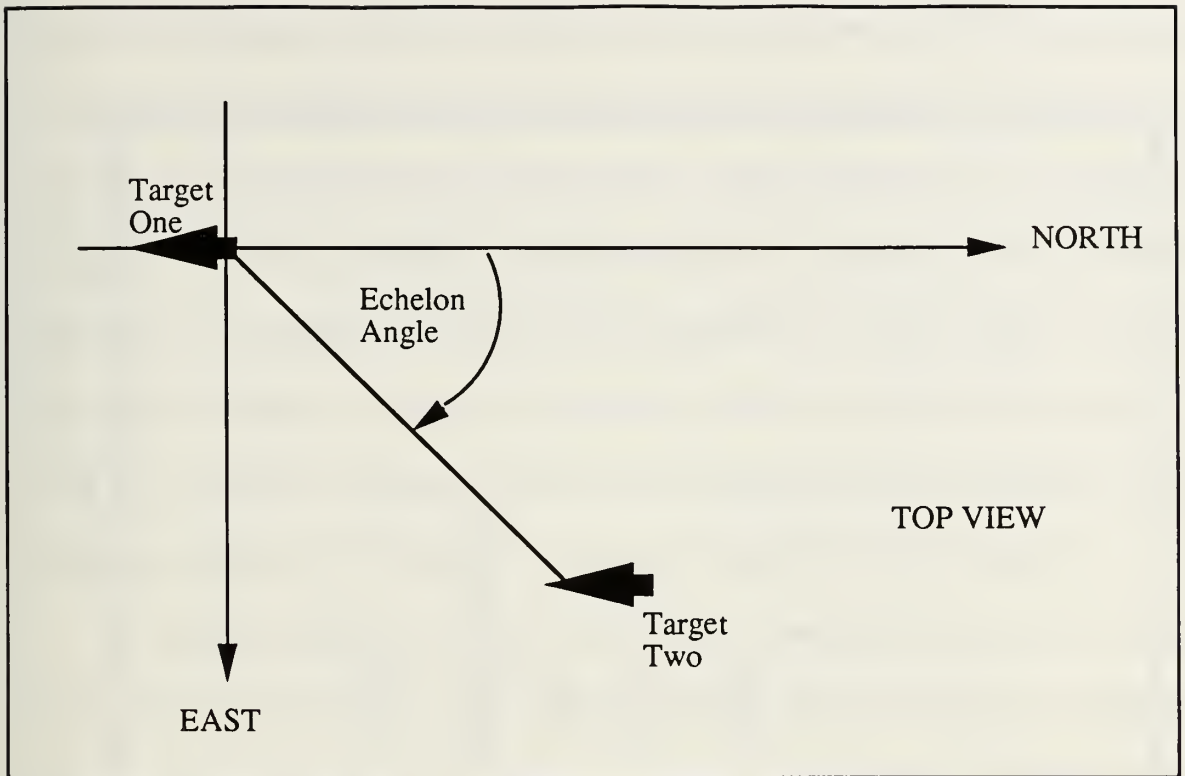 Target
One
NORTH
Echelon
Angle
TOP VIEW
Target
Two
EAST